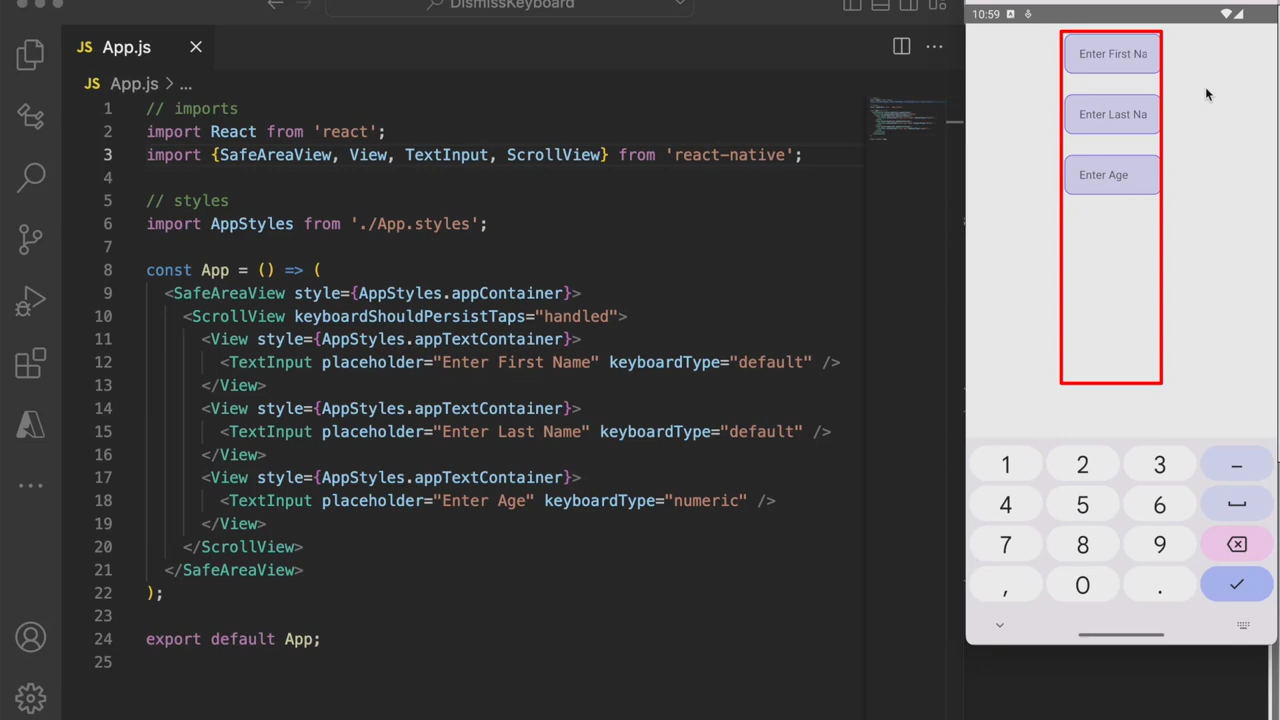 DismissKeyboard
JS App.js
JS App.js > ...
1 // imports
2 import React from 'react';
3 import {SafeAreaView, View, TextInput, ScrollView} from 'react-native';
4
5 // styles
6 import AppStyles from './App.styles';
7
8 const App = () => (
9 <SafeAreaView style={AppStyles.appContainer}>
10 <ScrollView keyboardShouldPersistTaps="handled">
11 <View style={AppStyles.appTextContainer}>
12 <TextInput placeholder="Enter First Name" keyboardType="default" />
13 </View>
14 <View style={AppStyles.appTextContainer}>
15 <TextInput placeholder="Enter Last Name" keyboardType="default" />
16 </View>
17 <View style={AppStyles.appTextContainer}>
18 <TextInput placeholder="Enter Age" keyboardType="numeric" />
19 </View>
20 </ScrollView>
21 </SafeAreaView>
22 );
23
24 export default App;
25
10:59
Enter First Na
Enter Last Na
Enter Age
1 2 3 –
4 5 6
7 8 9
, 0 .